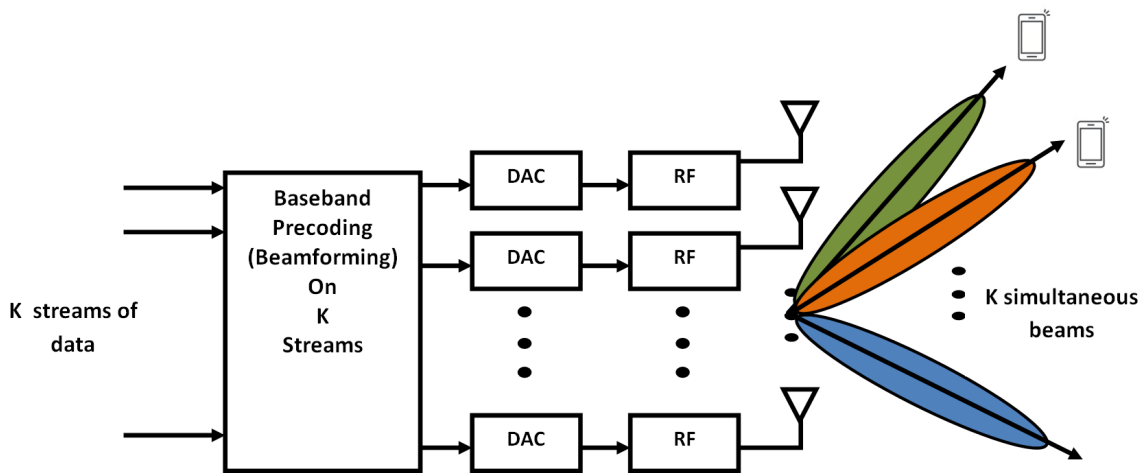 K streams of
data
Baseband
Precoding
(Beamforming)
On
K
Streams
DAC
RF
DAC
RF
DAC
RF
K simultaneous
beams